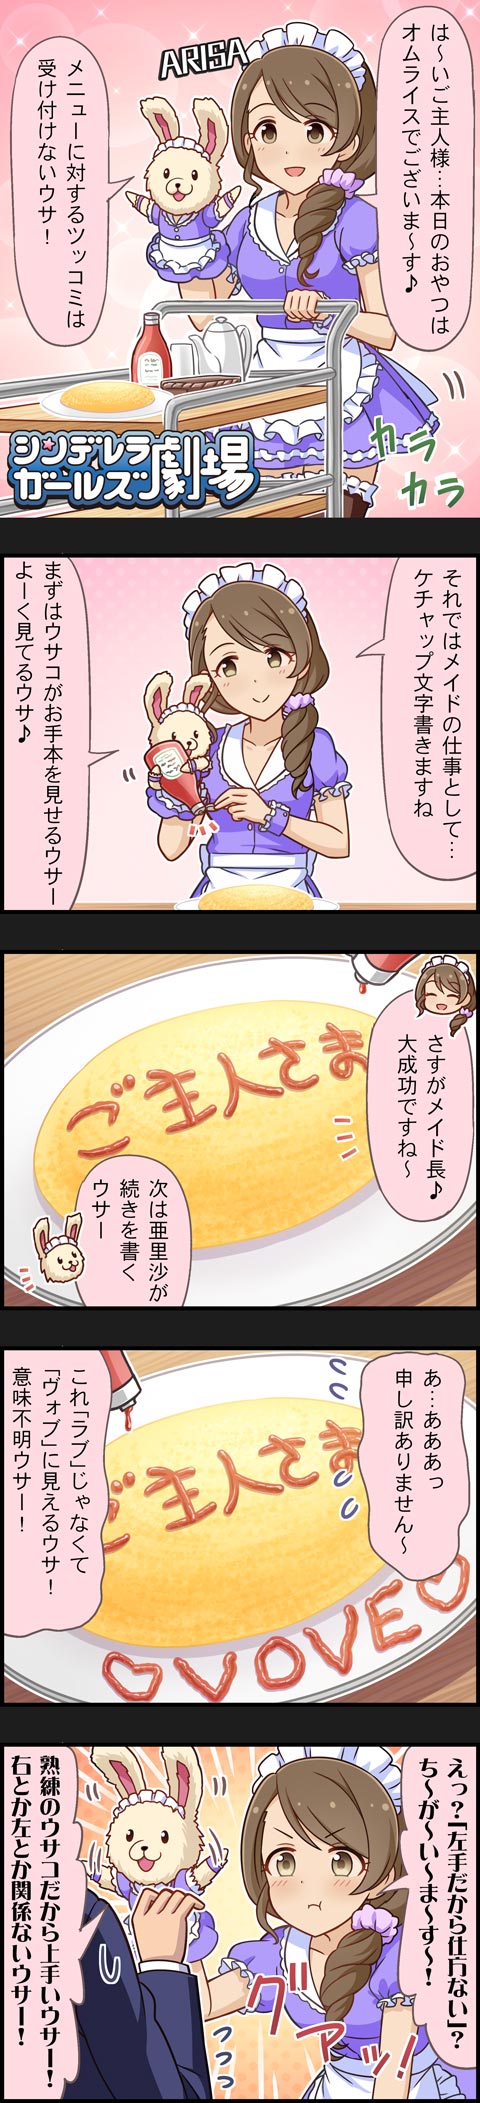 ARISA
は～いご主人様…本日のおやつは
オムライスでございま～す♪
メニューに対するツッコミは
受け付けないウサ！
カラ
カラ
シンデレラ
ガールズ劇場
それではメイドの仕事として…
ケチャップ文字書きますね
まずはウサコがお手本を見せるウサー
よーく見てるウサ♪
さすがメイド長♪
大成功ですね～
ご主人さま
次は亜里沙が
続きを書く
ウサー
あ…あああっ
申し訳ありません～
ご主人さま
これ「ラブ」じゃなくて
「ヴォブ」に見えるウサ！
意味不明ウサー！
♡VOVE♡
えっ？「左手だから仕方ない」？
ち～が～い～ま～す～！
熟練のウサコだから上手いウサー！
右とか左とか関係ないウサー！
グアッ！